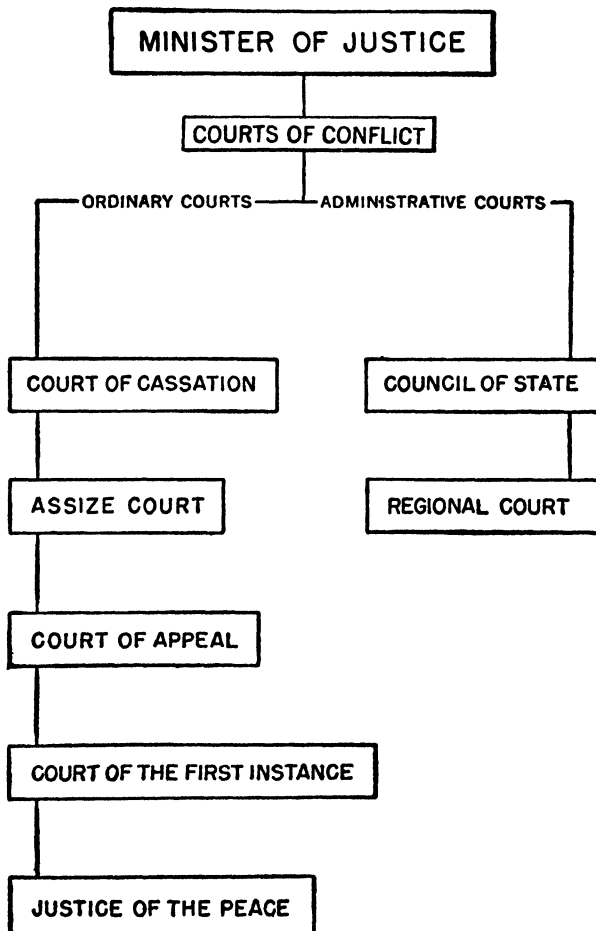 MINISTER OF JUSTICE
COURTS OF CONFLICT
ORDINARY COURTS
ADMINISTRATIVE COURTS
COURT OF CASSATION
COUNCIL OF STATE
ASSIZE COURT
REGIONAL COURT
COURT OF APPEAL
COURT OF THE FIRST INSTANCE
JUSTICE OF THE PEACE